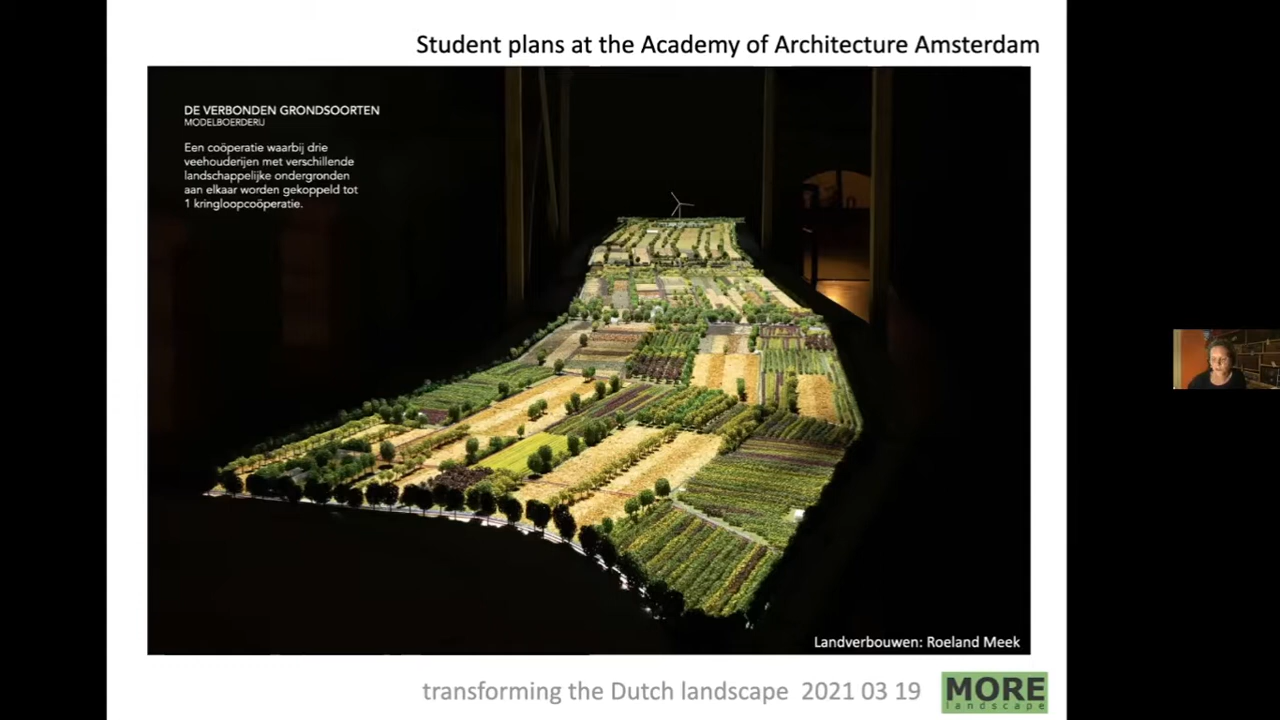 Student plans at the Academy of Architecture Amsterdam
DE VERBONDEN GRONDSOORTEN
MODELBOERDERIJ
Een coöperatie waarbij drie
veehouderijen met verschillende
landschappelijke ondergronden
aan elkaar worden gekoppeld tot
1 kringloopcoöperatie.
Landverbouwen: Roeland Meek
transforming the Dutch landscape 2021 03 19
MORE
landscape